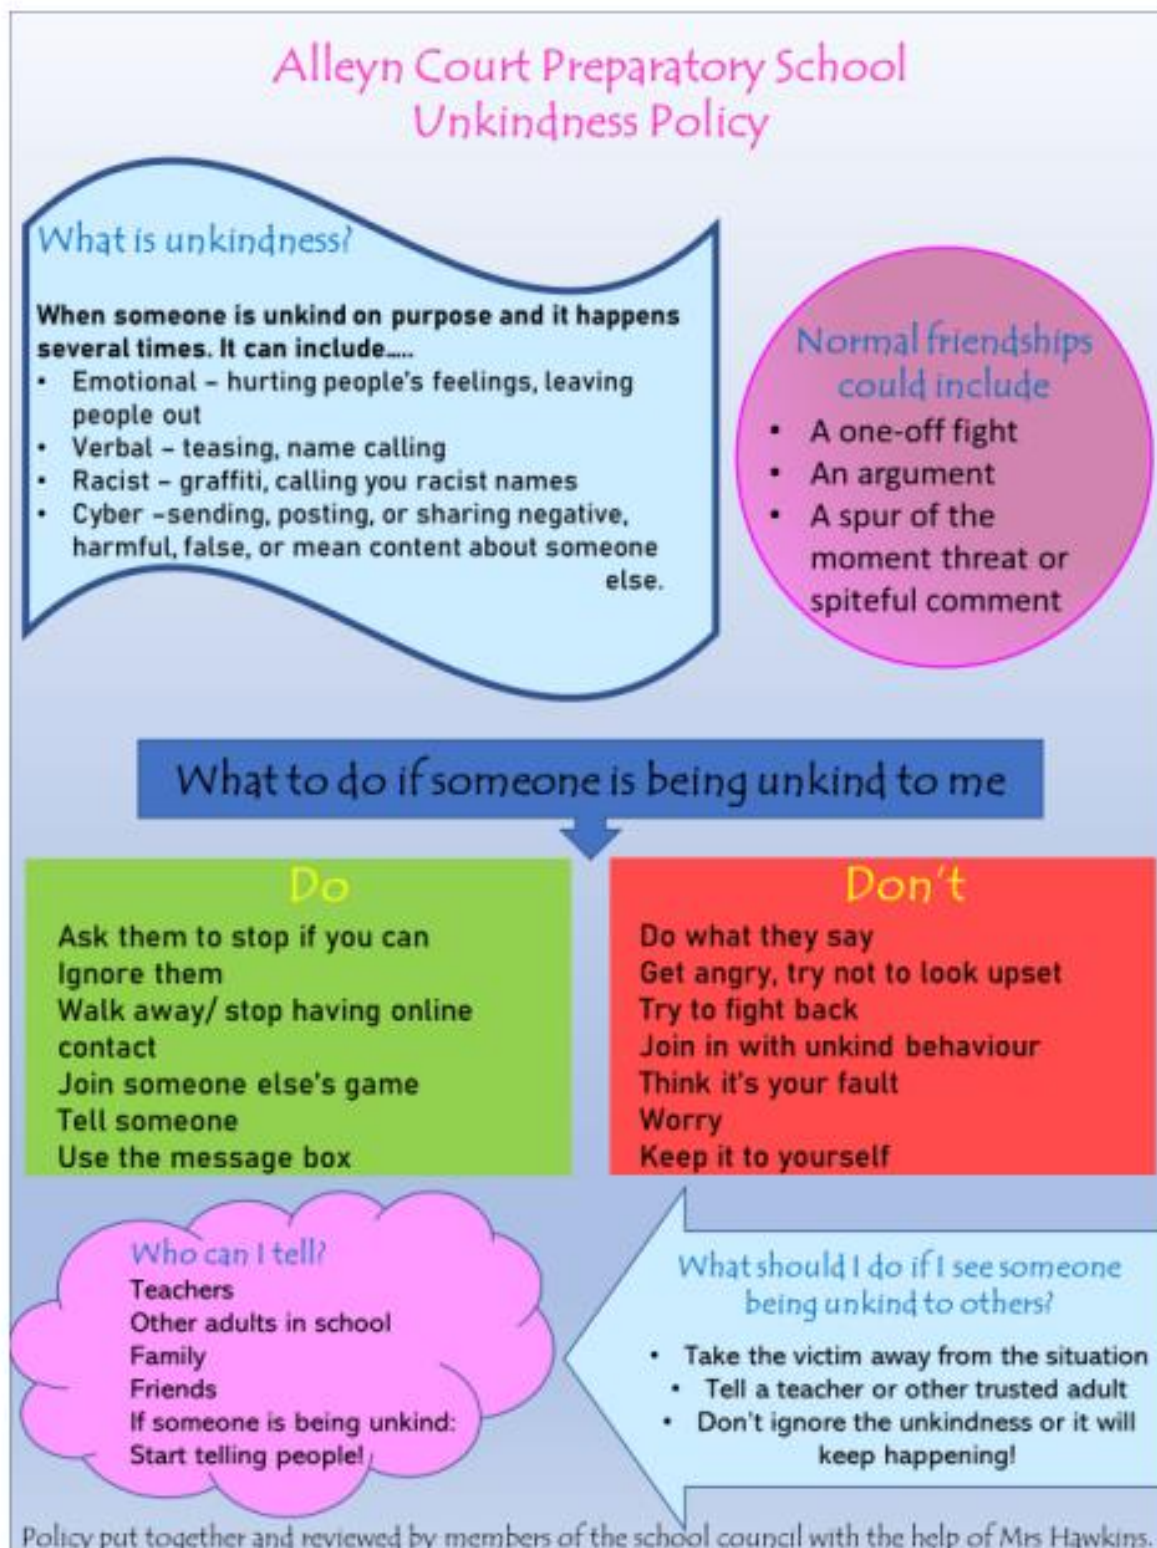 Alleyn Court Preparatory School
Unkindness Policy
What is unkindness?
When someone is unkind on purpose and it happens
several times. It can include.....
• Emotional – hurting people's feelings, leaving
people out
• Verbal – teasing, name calling
• Racist – graffiti, calling you racist names
• Cyber –sending, posting, or sharing negative,
harmful, false, or mean content about someone
else.
Normal friendships
could include
• A one-off fight
• An argument
• A spur of the
moment threat or
spiteful comment
What to do if someone is being unkind to me
Do
Ask them to stop if you can
Ignore them
Walk away/ stop having online
contact
Join someone else's game
Tell someone
Use the message box
Don't
Do what they say
Get angry, try not to look upset
Try to fight back
Join in with unkind behaviour
Think it's your fault
Worry
Keep it to yourself
Who can I tell?
Teachers
Other adults in school
Family
Friends
If someone is being unkind:
Start telling people!
What should I do if I see someone
being unkind to others?
• Take the victim away from the situation
• Tell a teacher or other trusted adult
• Don't ignore the unkindness or it will
keep happening!
Policy put together and reviewed by members of the school council with the help of Mrs Hawkins.